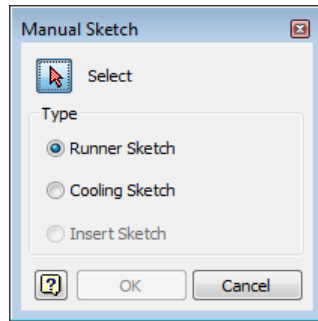 Manual Sketch
Select
Type
Runner Sketch
Cooling Sketch
Insert Sketch
? OK Cancel